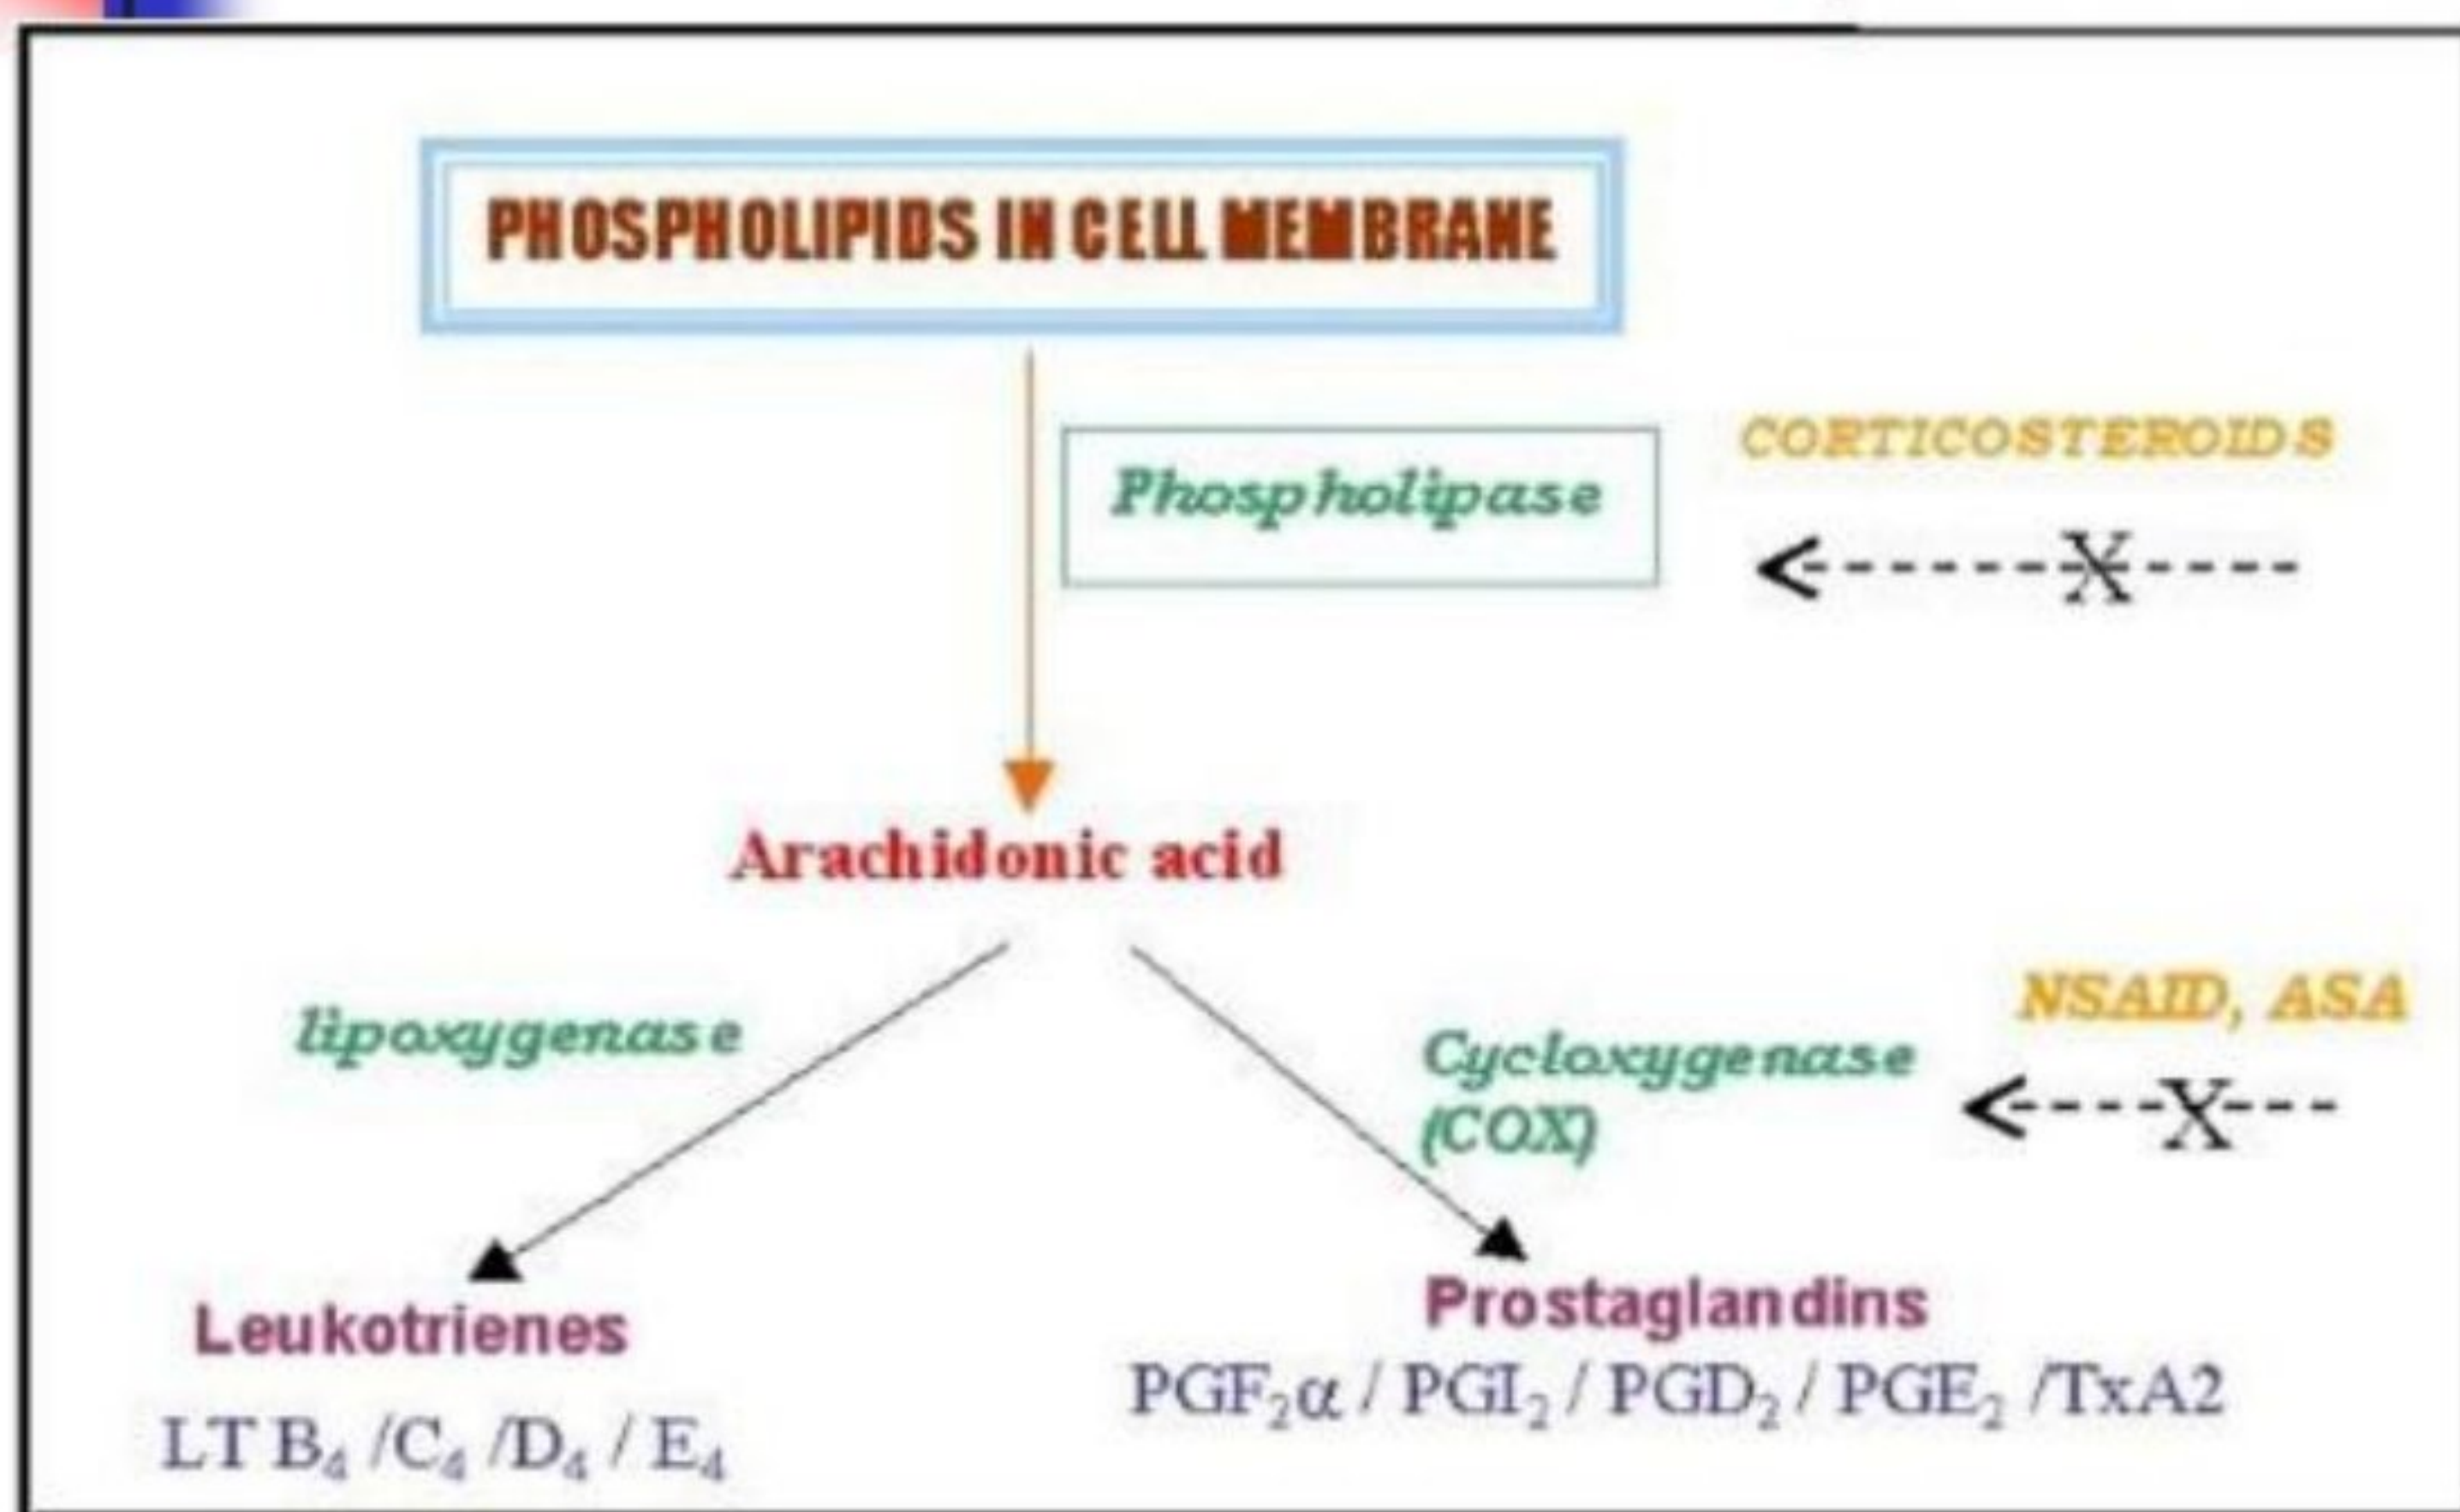 PHOSPHOLIPIDS IN CELL MEMBRANE
CORTICOSTEROIDS
Phospholipase
X
Arachidonic acid
NSAID, ASA
lipoxygenase
Cycloxygenase
(COX)
X
Leukotrienes
LT B₄ /C₄ /D₄ / E₄
Prostaglandins
PGF₂α / PGI₂ / PGD₂ / PGE₂ /TxA2